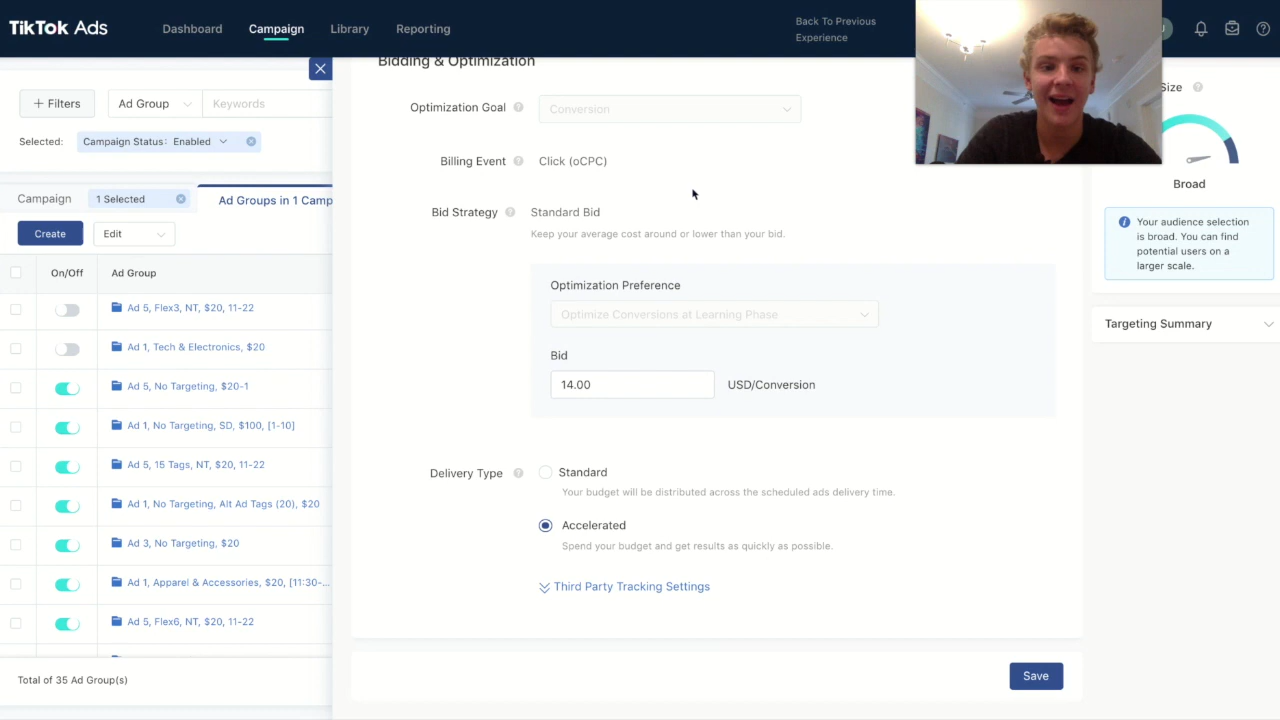 TikTok Ads
Dashboard
Campaign
Library
Reporting
Back To Previous
Experience
Filters
Ad Group
Keywords
Selected:
Campaign Status: Enabled
Campaign
1 Selected
Ad Groups in 1 Camp
Create
Edit
On/Off
Ad Group
Ad 5, Flex3, NT, $20, 11-22
Ad 1, Tech & Electronics, $20
Ad 5, No Targeting, $20-1
Ad 1, No Targeting, SD, $100, [1-10]
Ad 5, 15 Tags, NT, $20, 11-22
Ad 1, No Targeting, Alt Ad Tags (20), $20
Ad 3, No Targeting, $20
Ad 1, Apparel & Accessories, $20, [11:30-...
Ad 5, Flex6, NT, $20, 11-22
Total of 35 Ad Group(s)
Bidding & Optimization
Optimization Goal
Conversion
Billing Event
Click (oCPC)
Bid Strategy
Standard Bid
Keep your average cost around or lower than your bid.
Optimization Preference
Optimize Conversions at Learning Phase
Bid
14.00
USD/Conversion
Delivery Type
Standard
Your budget will be distributed across the scheduled ads delivery time.
Accelerated
Spend your budget and get results as quickly as possible.
Third Party Tracking Settings
Save
Size
Broad
Your audience selection
is broad. You can find
potential users on a
larger scale.
Targeting Summary